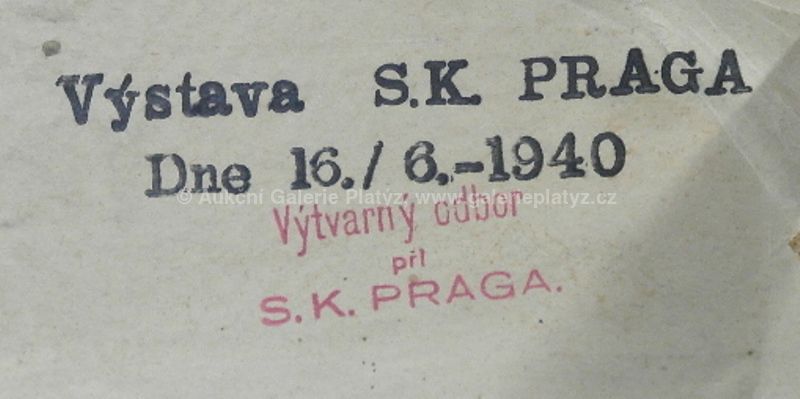 Výstava S.K. PRAGA
Dne 16./6.-1940
© Aukční Galerie Platýz, www.galerieplatyz.cz
Výtvarný odbor
při
S.K. PRAGA.